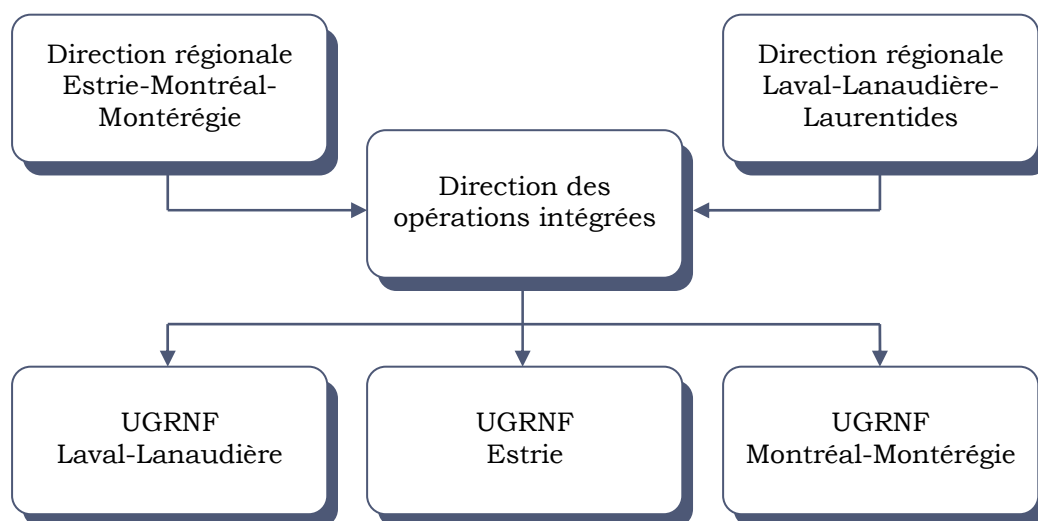 Direction régionale
Estrie-Montréal-
Montérégie
Direction régionale
Laval-Lanaudière-
Laurentides
Direction des
opérations intégrées
UGRNF
Laval-Lanaudière
UGRNF
Estrie
UGRNF
Montréal-Montérégie